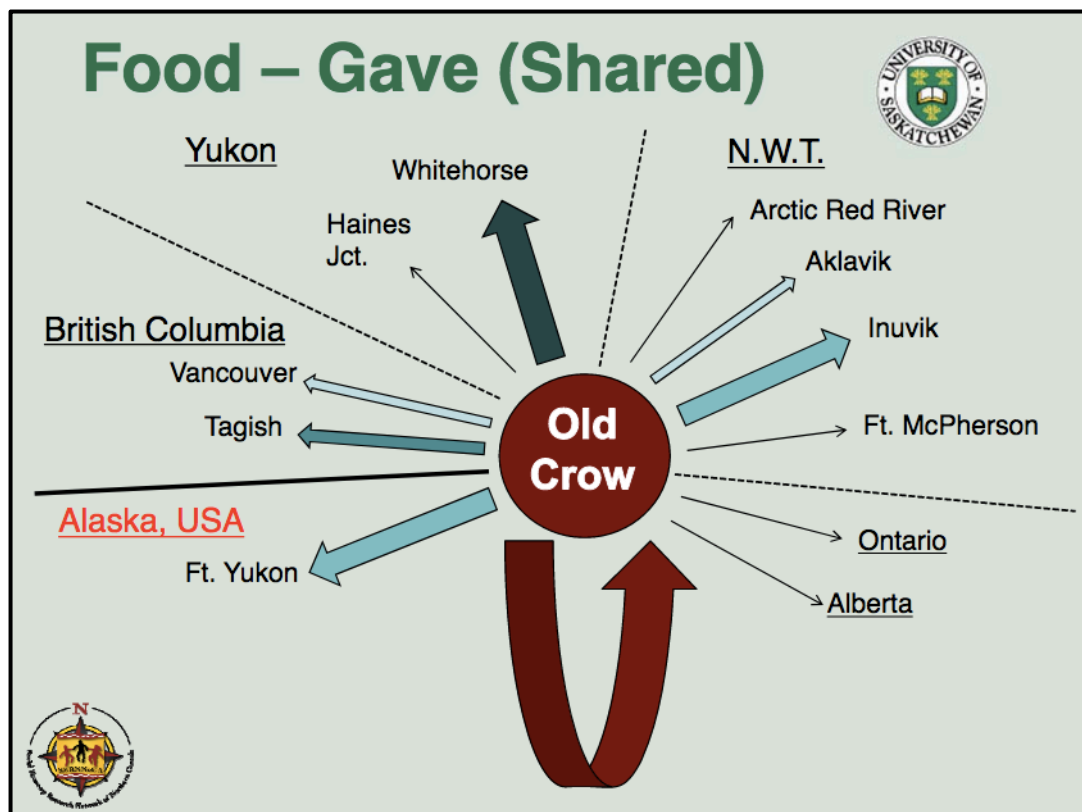 Food – Gave (Shared)
UNIVERSITY OF
SASKATCHEWAN
Yukon
Whitehorse
N.W.T.
Haines
Jct.
Arctic Red River
Aklavik
British Columbia
Inuvik
Vancouver
Tagish
Old
Crow
Ft. McPherson
Alaska, USA
Ontario
Ft. Yukon
Alberta
N